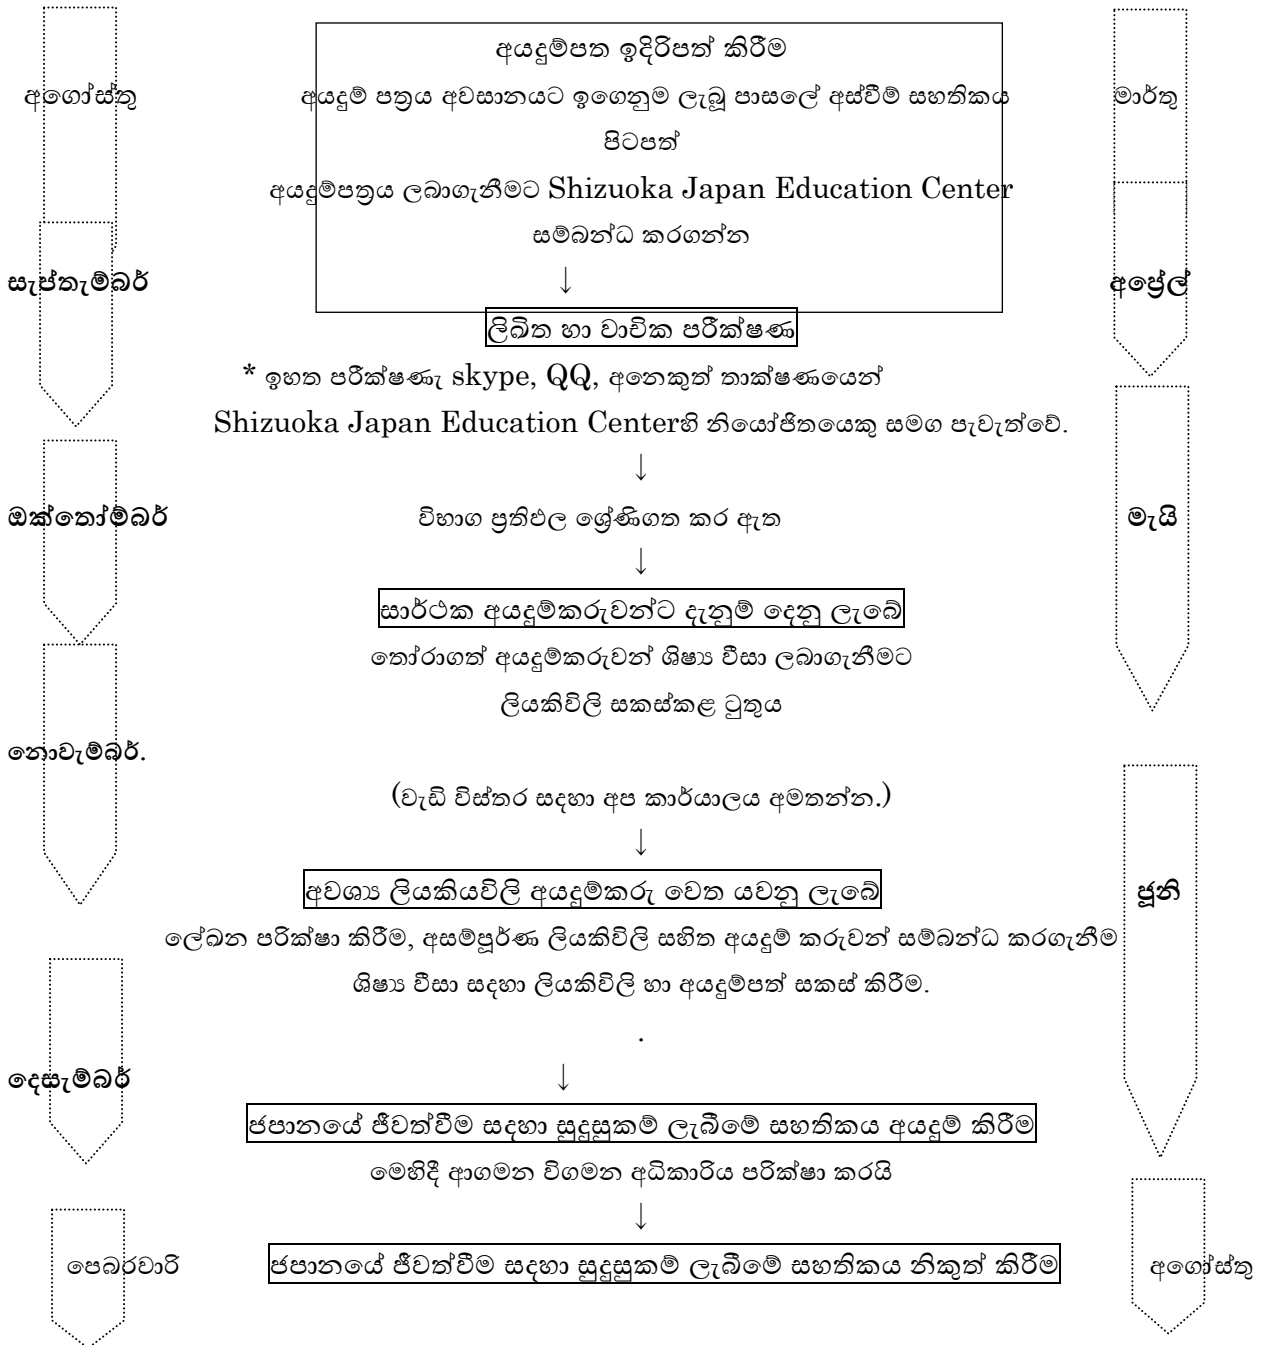 අයදුම්පත ඉදිරිපත් කිරීම
අගෝස්තු
අයදුම් පත්‍රය අවසානයට ඉගෙනුම ලැබූ පාසලේ අස්වීම් සහතිකය
මාර්තු
පිටපත්
අයදුම්පත්‍රය ලබාගැනීමට Shizuoka Japan Education Center
සම්බන්ධ කරගන්න
සැප්තැම්බර්
↓
අප්‍රේල්
ලිඛිත හා වාචික පරීක්ෂණ
* ඉහත පරීක්ෂණැ skype, QQ, අනෙකුත් තාක්ෂණයෙන්
Shizuoka Japan Education Centerහි නියෝජිතයෙකු සමග පැවැත්වේ.
↓
ඔක්තෝම්බර්
විභාග ප්‍රතිඵල ශ්‍රේණිගත කර ඇත
මැයි
↓
සාර්ථක අයදුම්කරුවන්ට දැනුම් දෙනු ලැබේ
තෝරාගත් අයදුම්කරුවන් ශිෂ්‍ය වීසා ලබාගැනීමට
ලියකිවිලි සකස්කළ ටුතුය
නොවැම්බර්.
(වැඩි විස්තර සදහා අප කාර්යාලය අමතන්න.)
↓
අවශ්‍ය ලියකියවිලි අයදුම්කරු වෙත යවනු ලැබේ
ජූනි
ලේඛන පරික්ෂා කිරීම, අසම්පූර්ණ ලියකිවිලි සහිත අයදුම් කරුවන් සම්බන්ධ කරගැනීම
ශිෂ්‍ය වීසා සදහා ලියකිවිලි හා අයදුම්පත් සකස් කිරීම.
.
දෙසැම්බර්
↓
ජපානයේ ජීවත්වීම සදහා සුදුසුකම් ලැබීමේ සහතිකය අයදුම් කිරීම
මෙහිදී ආගමන විගමන අධිකාරිය පරික්ෂා කරයි
↓
පෙබරවාරි
ජපානයේ ජීවත්වීම සදහා සුදුසුකම් ලැබීමේ සහතිකය නිකුත් කිරීම
අගෝස්තු